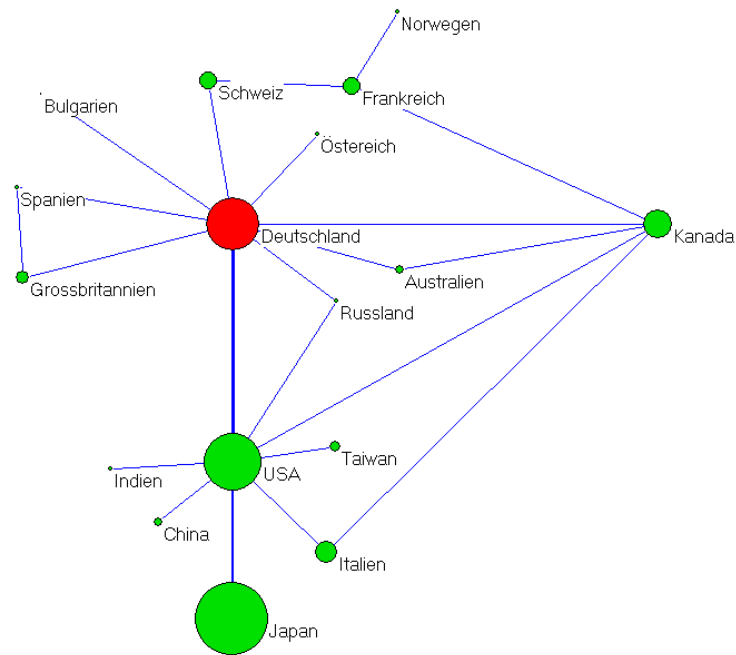 Norwegen
Schweiz
Frankreich
Bulgarien
Östereich
Spanien
Deutschland
Kanada
Grossbritannien
Australien
Russland
Taiwan
USA
Indien
China
Italien
Japan